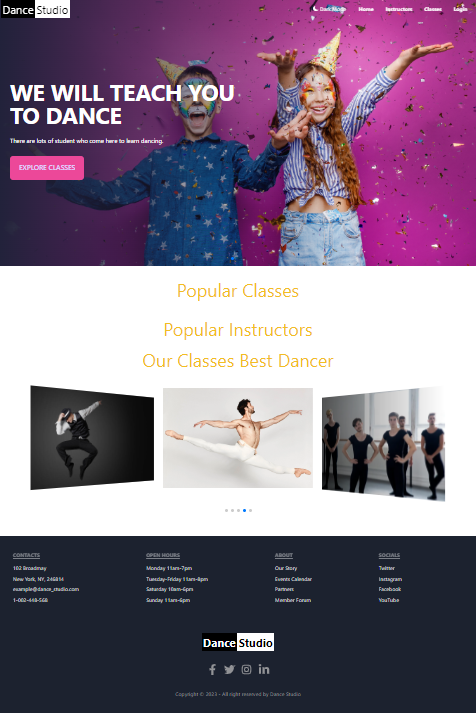 Dance Studio
Dark Mode Home Instructors Classes Login
WE WILL TEACH YOU
TO DANCE
There are lots of student who come here to learn dancing.
EXPLORE CLASSES
Popular Classes
Popular Instructors
Our Classes Best Dancer
CONTACTS
102 Broadmay
New York, NY, 246814
example@dance_studio.com
1-002-448-568
OPEN HOURS
Monday 11am-7pm
Tuesday-Friday 11am-8pm
Saturday 10am-6pm
Sunday 11am-6pm
ABOUT
Our Story
Events Calendar
Partners
Member Forum
SOCIALS
Twitter
Instagram
Facebook
YouTube
Dance Studio
Copyright © 2023 - All right reserved by Dance Studio